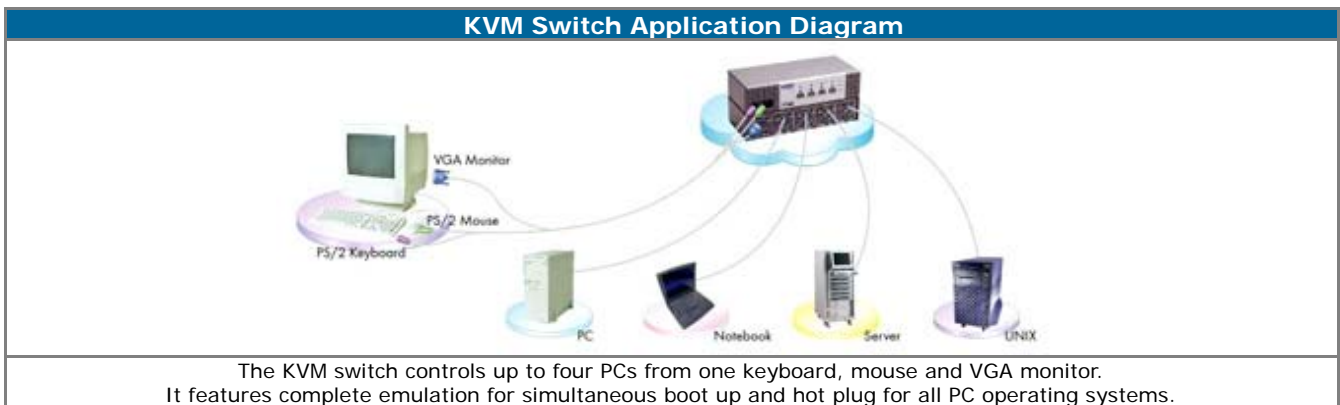 KVM Switch Application Diagram
VGA Monitor
PS/2 Mouse
PS/2 Keyboard
PC
Notebook
Server
UNIX
The KVM switch controls up to four PCs from one keyboard, mouse and VGA monitor.
It features complete emulation for simultaneous boot up and hot plug for all PC operating systems.